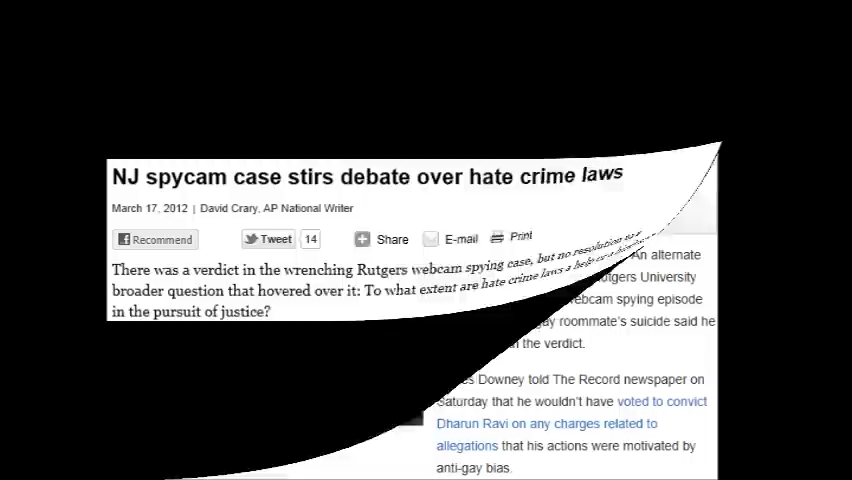 NJ spycam case stirs debate over hate crime laws
March 17, 2012 | David Crary, AP National Writer
Recommend Tweet 14 Share E-mail Print
There was a verdict in the wrenching Rutgers webcam spying case, but no resolution to
broader question that hovered over it: To what extent are hate crime laws a help or a
in the pursuit of justice?
An alternate
Rutgers University
webcam spying episode
gay roommate's suicide said he
the verdict.
Downey told The Record newspaper on
Saturday that he wouldn't have voted to convict
Dharun Ravi on any charges related to
allegations that his actions were motivated by
anti-gay bias.